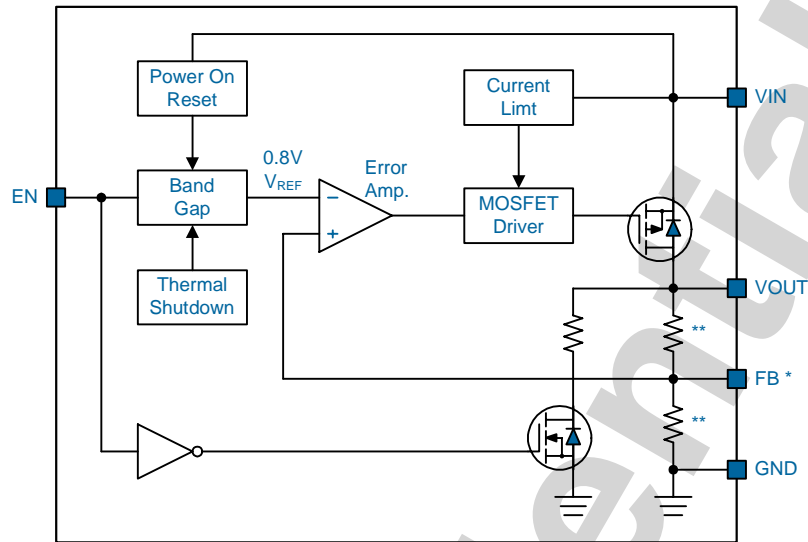 Power On
Reset
Current
Limt
VIN
0.8V
VREF
Error
Amp.
EN
Band
Gap
−
+
MOSFET
Driver
Thermal
Shutdown
VOUT
**
FB *
**
GND